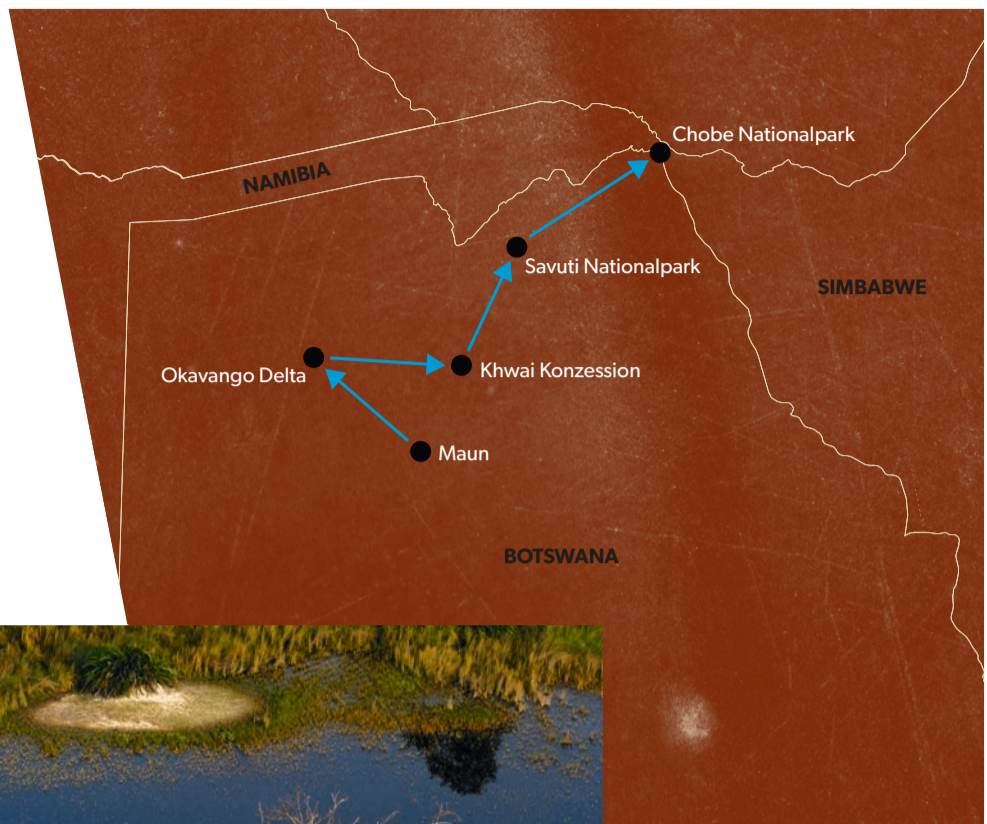 Chobe Nationalpark
NAMIBIA
Savuti Nationalpark
SIMBABWE
Okavango Delta
Khwai Konzession
Maun
BOTSWANA